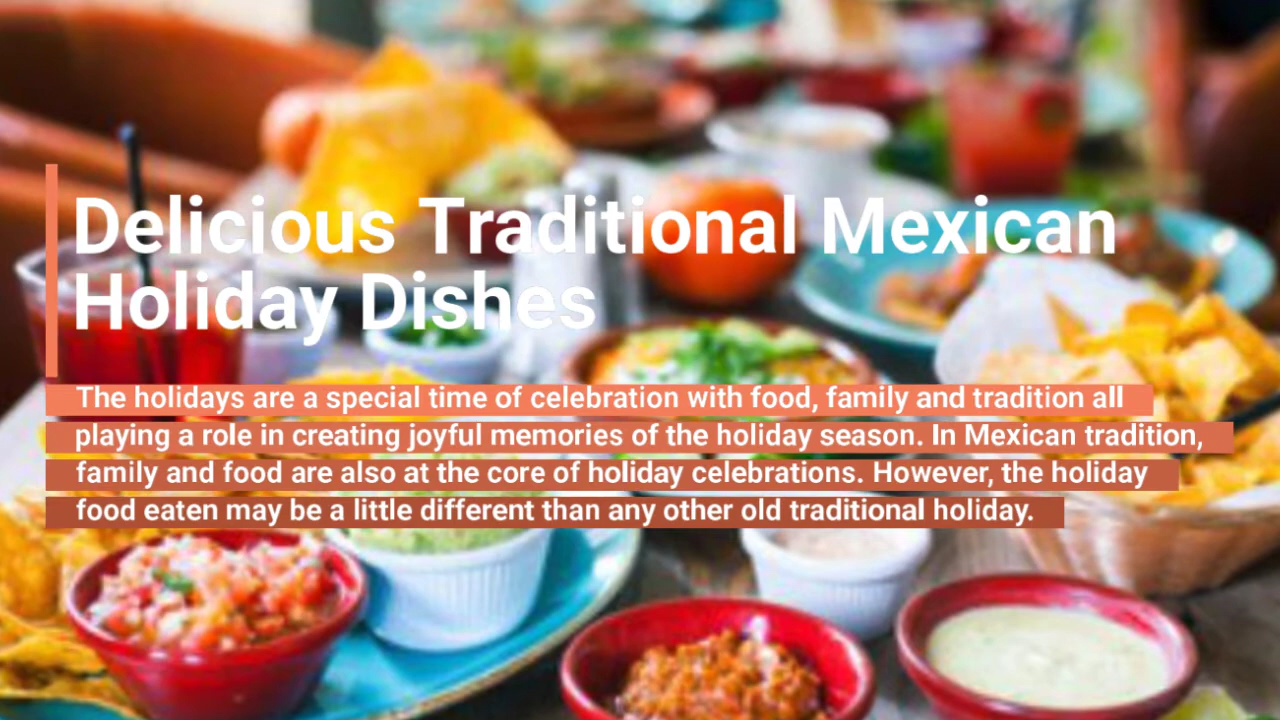 Delicious Traditional Mexican
Holiday Dishes
The holidays are a special time of celebration with food, family and tradition all
playing a role in creating joyful memories of the holiday season. In Mexican tradition,
family and food are also at the core of holiday celebrations. However, the holiday
food eaten may be a little different than any other old traditional holiday.